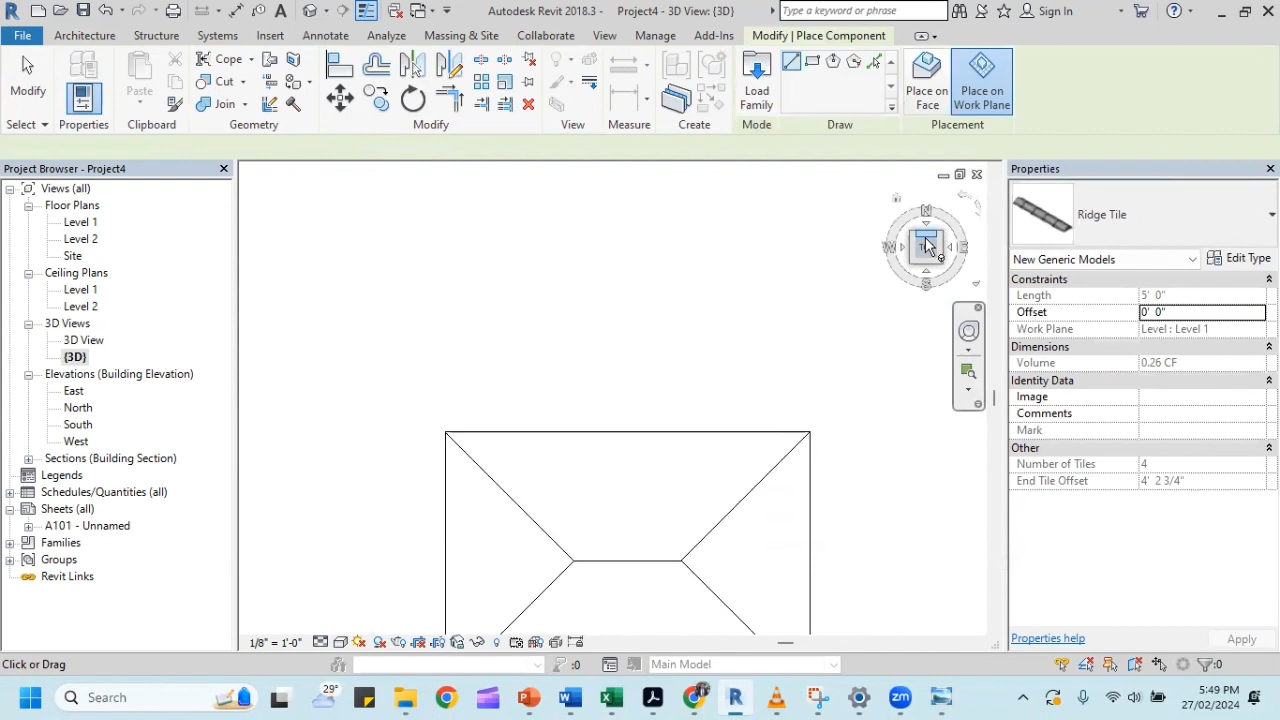 Autodesk Revit 2018.3 - Project4 - 3D View: {3D}
Type a keyword or phrase
Sign In
File
Architecture
Structure
Systems
Insert
Annotate
Analyze
Massing & Site
Collaborate
View
Manage
Add-Ins
Modify | Place Component
Modify
Paste
Cope
Cut
Join
Load
Family
Place on
Face
Place on
Work Plane
Select
Properties
Clipboard
Geometry
Modify
View
Measure
Create
Mode
Draw
Placement
Project Browser - Project4
Views (all)
Floor Plans
Level 1
Level 2
Site
Ceiling Plans
Level 1
Level 2
3D Views
3D View
{3D}
Elevations (Building Elevation)
East
North
South
West
Sections (Building Section)
Legends
Schedules/Quantities (all)
Sheets (all)
A101 - Unnamed
Families
Groups
Revit Links
N
W
E
S
Properties
Ridge Tile
New Generic Models
Edit Type
Constraints
Length 5' 0"
Offset 0' 0"
Work Plane Level : Level 1
Dimensions
Volume 0.26 CF
Identity Data
Image
Comments
Mark
Other
Number of Tiles 4
End Tile Offset 4' 2 3/4"
Properties help
Apply
1/8" = 1'-0"
Click or Drag
:0
Main Model
:0
Search
29°
5:49 PM
27/02/2024